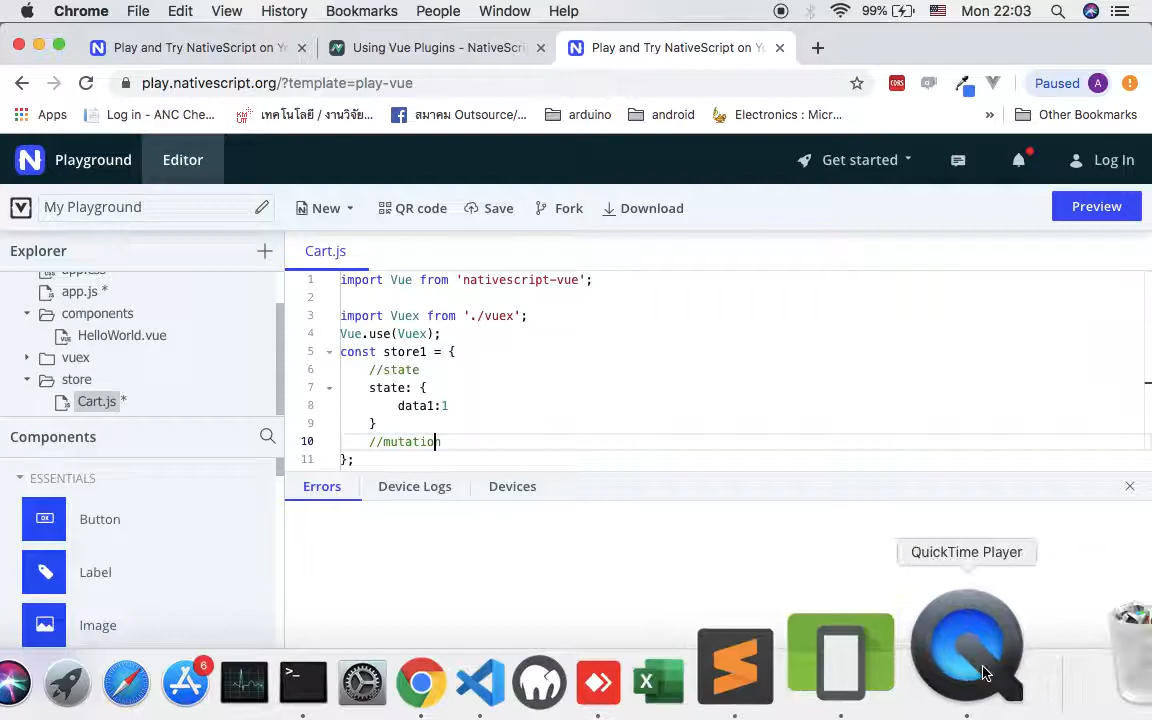 Chrome File Edit View History Bookmarks People Window Help 99% Mon 22:03
Play and Try NativeScript on Yo
Using Vue Plugins - NativeScri
Play and Try NativeScript on Yo
play.nativescript.org/?template=play-vue
CORS
Paused A
Apps Log in - ANC Che... เทคโนโลยี / งานวิจัย... สมาคม Outsource/... arduino android Electronics : Micr... » Other Bookmarks
Playground Editor Get started Log In
My Playground New QR code Save Fork Download Preview
Explorer Cart.js
app.js *
components
HelloWorld.vue
vuex
store
Cart.js *
1 import Vue from 'nativescript-vue';
2
3 import Vuex from './vuex';
4 Vue.use(Vuex);
5 const store1 = {
6 //state
7 state: {
8 data1:1
9 }
10 //mutation
11 };
Components
ESSENTIALS
OK Button
Label
Image
Errors Device Logs Devices
QuickTime Player
6